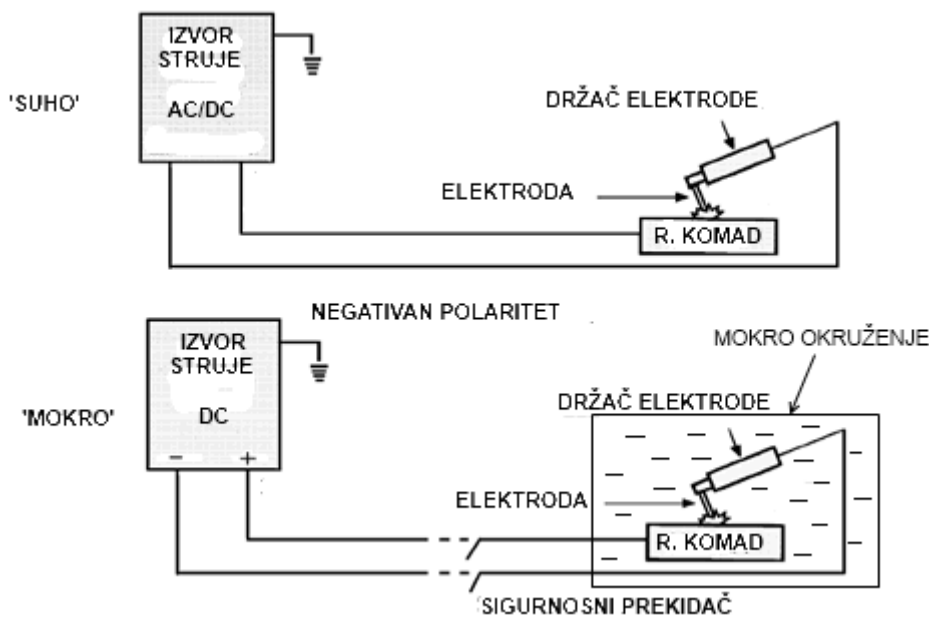 IZVOR
STRUJE
AC/DC
'SUHO'
DRŽAČ ELEKTRODE
ELEKTRODA
R. KOMAD
NEGATIVAN POLARITET
IZVOR
STRUJE
DC
- +
'MOKRO'
MOKRO OKRUŽENJE
DRŽAČ ELEKTRODE
ELEKTRODA
R. KOMAD
SIGURNOSNI PREKIDAČ